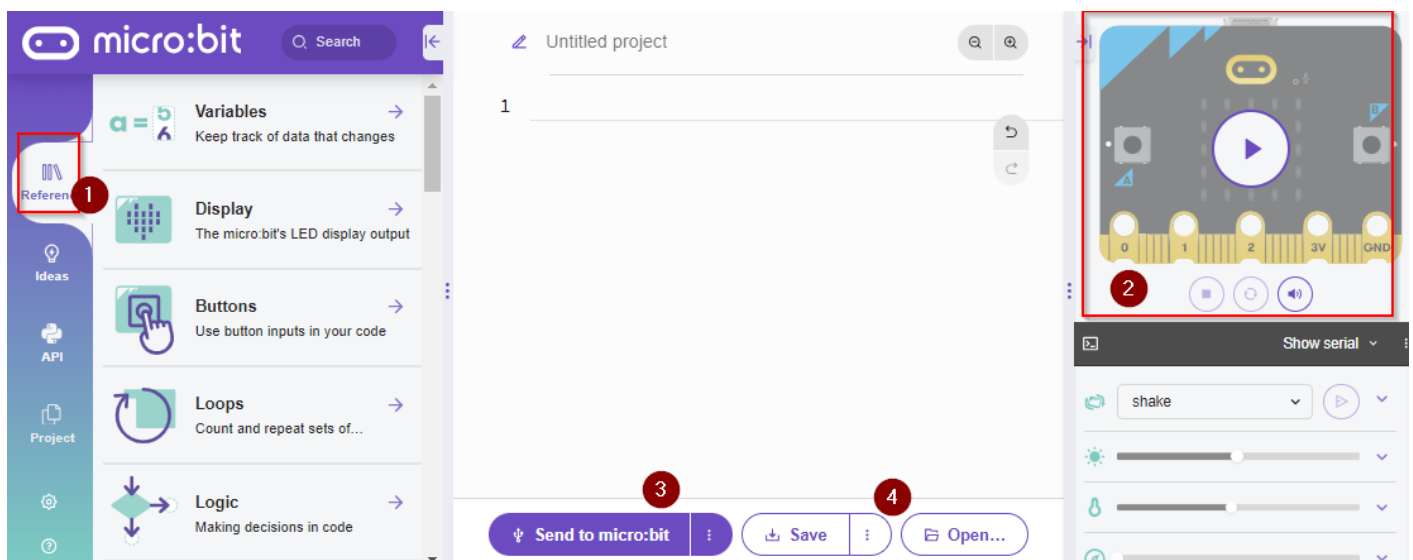 micro:bit
Search
Reference
1
Ideas
API
Project
Variables
Keep track of data that changes
Display
The micro:bit's LED display output
Buttons
Use button inputs in your code
Loops
Count and repeat sets of...
Logic
Making decisions in code
Untitled project
1
3
Send to micro:bit
Save
4
Open...
B
A
0
1
2
3V
GND
2
Show serial
shake